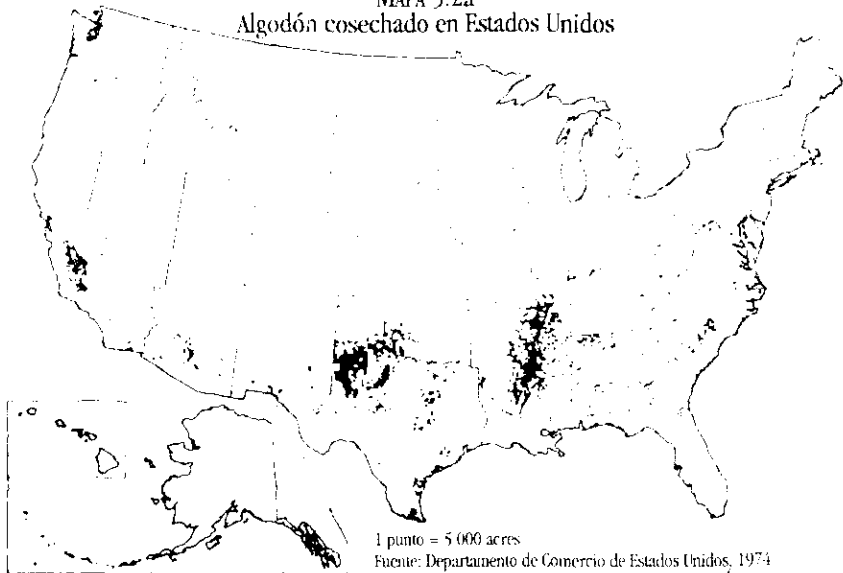 MAPA 3.2a
Algodón cosechado en Estados Unidos
1 punto = 5 000 acres
Fuente: Departamento de Comercio de Estados Unidos, 1974